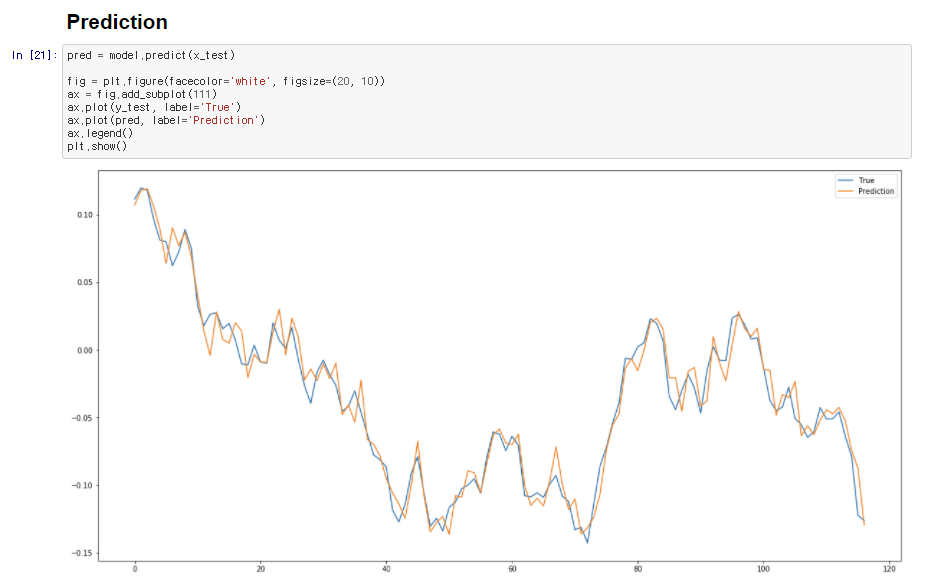 Prediction
In [21]: pred = model.predict(x_test)
fig = plt.figure(facecolor='white', figsize=(20, 10))
ax = fig.add_subplot(111)
ax.plot(y_test, label='True')
ax.plot(pred, label='Prediction')
ax.legend()
plt.show()
True
Prediction
0.10
0.05
0.00
−0.05
−0.10
−0.15
0 20 40 60 80 100 120